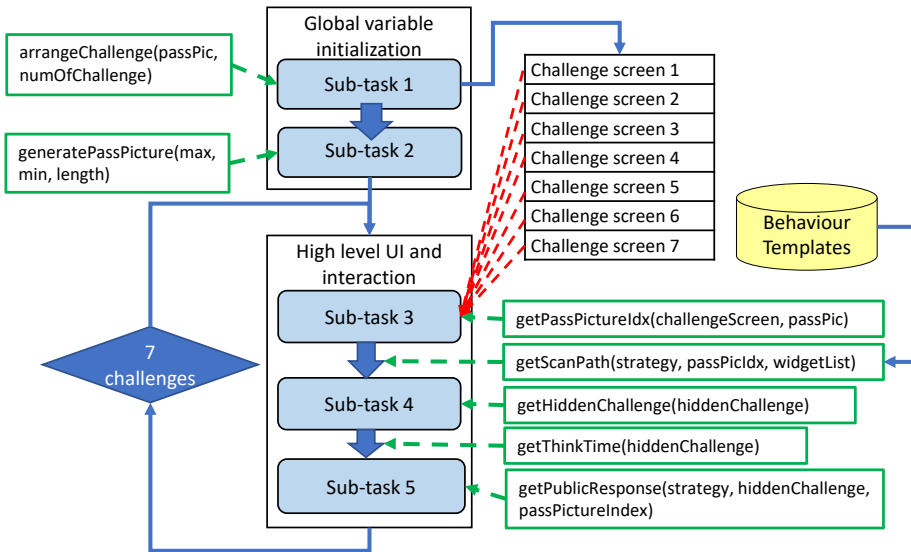 Global variable
initialization
arrangeChallenge(passPic,
numOfChallenge)
Sub-task 1
generatePassPicture(max,
min, length)
Sub-task 2
Challenge screen 1
Challenge screen 2
Challenge screen 3
Challenge screen 4
Challenge screen 5
Challenge screen 6
Challenge screen 7
Behaviour
Templates
High level UI and
interaction
Sub-task 3
getPassPictureIdx(challengeScreen, passPic)
7
challenges
getScanPath(strategy, passPicIdx, widgetList)
Sub-task 4
getHiddenChallenge(hiddenChallenge)
getThinkTime(hiddenChallenge)
Sub-task 5
getPublicResponse(strategy, hiddenChallenge,
passPictureIndex)